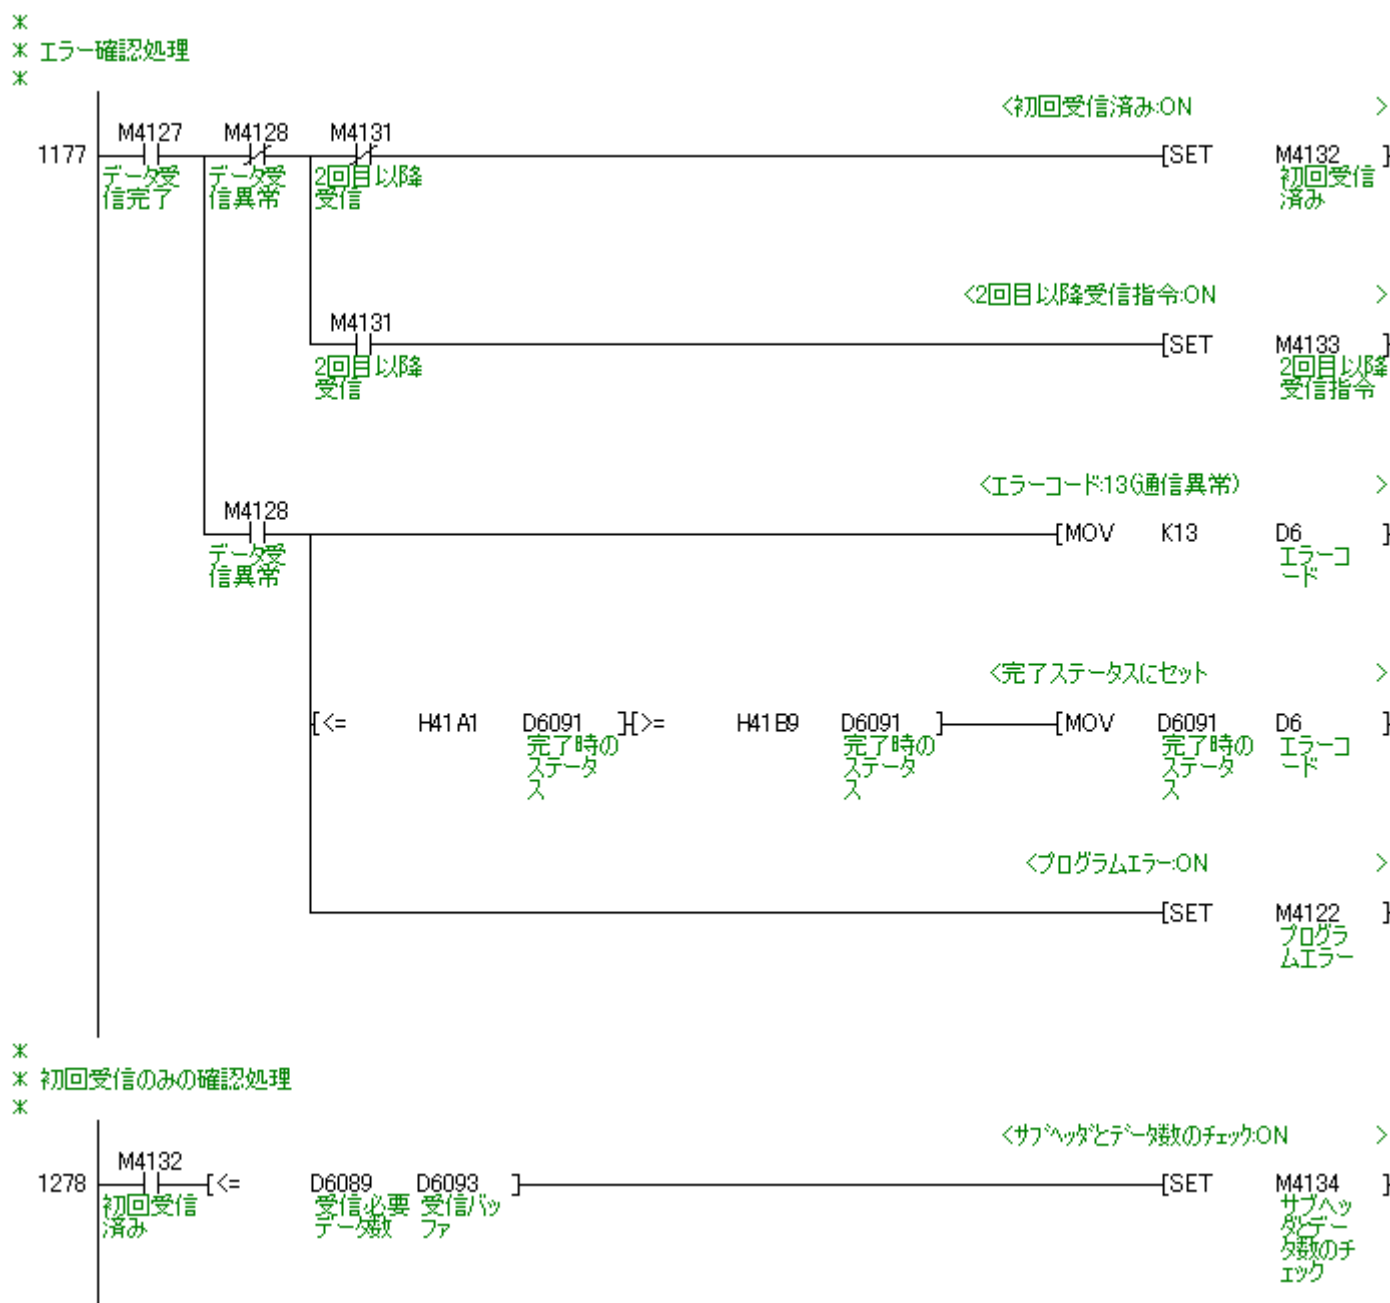 *
* エラー確認処理
*
<初回受信済み:ON >
M4127 M4128 M4131
1177 [SET M4132 ]
データ受 データ受 2回目以降 初回受信
信完了 信異常 受信 済み
<2回目以降受信指令:ON >
M4131
[SET M4133 ]
2回目以降 2回目以降
受信 受信指令
<エラーコード:13(通信異常) >
M4128
[MOV K13 D6 ]
データ受 エラーコ
信異常 ード
<完了ステータスにセット >
[<= H41A1 D6091 ][>= H41B9 D6091 ] [MOV D6091 D6 ]
完了時の 完了時の 完了時の エラーコ
ステータ ステータ ステータ ード
ス ス ス
<プログラムエラー:ON >
[SET M4122 ]
プログラ
ムエラー
*
* 初回受信のみの確認処理
*
<サブヘッダとデータ数のチェック:ON >
M4132
1278 [<= D6089 D6093 ] [SET M4134 ]
初回受信 受信必要 受信バッ サブヘッ
済み データ数 ファ ダとデー
タ数のチ
ェック